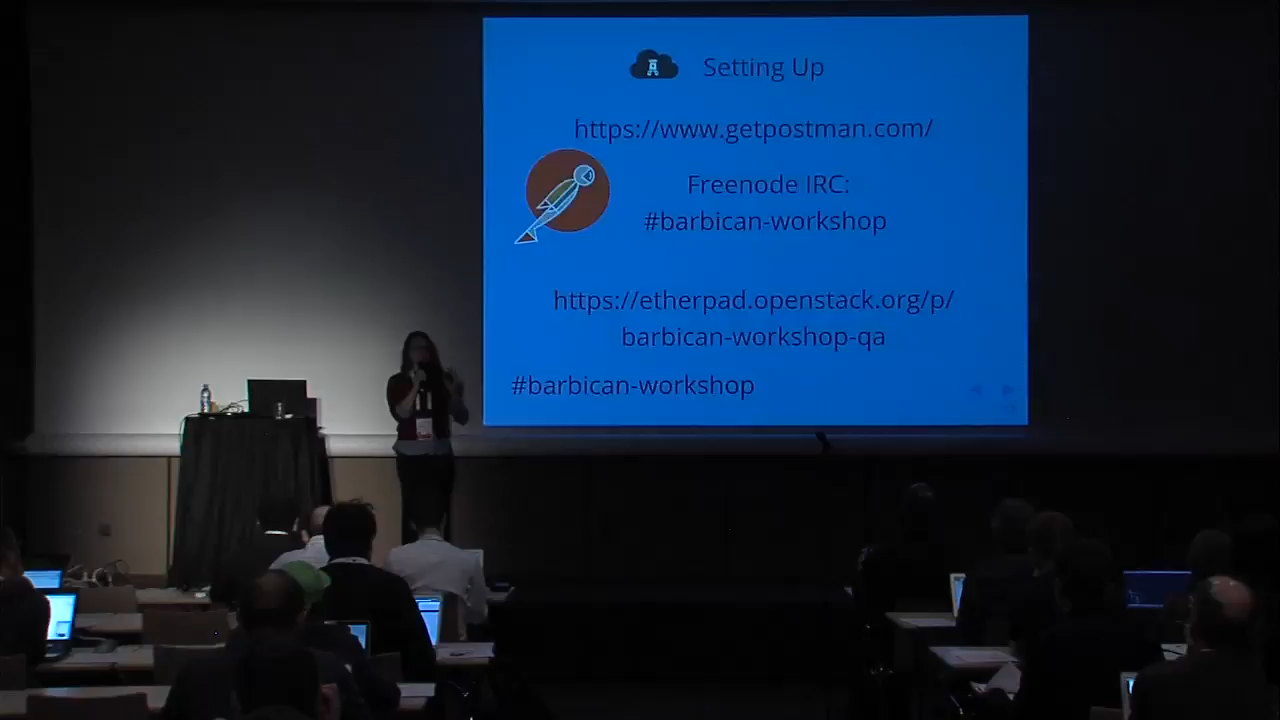 Setting Up
https://www.getpostman.com/
Freenode IRC:
#barbican-workshop
https://etherpad.openstack.org/p/
barbican-workshop-qa
#barbican-workshop